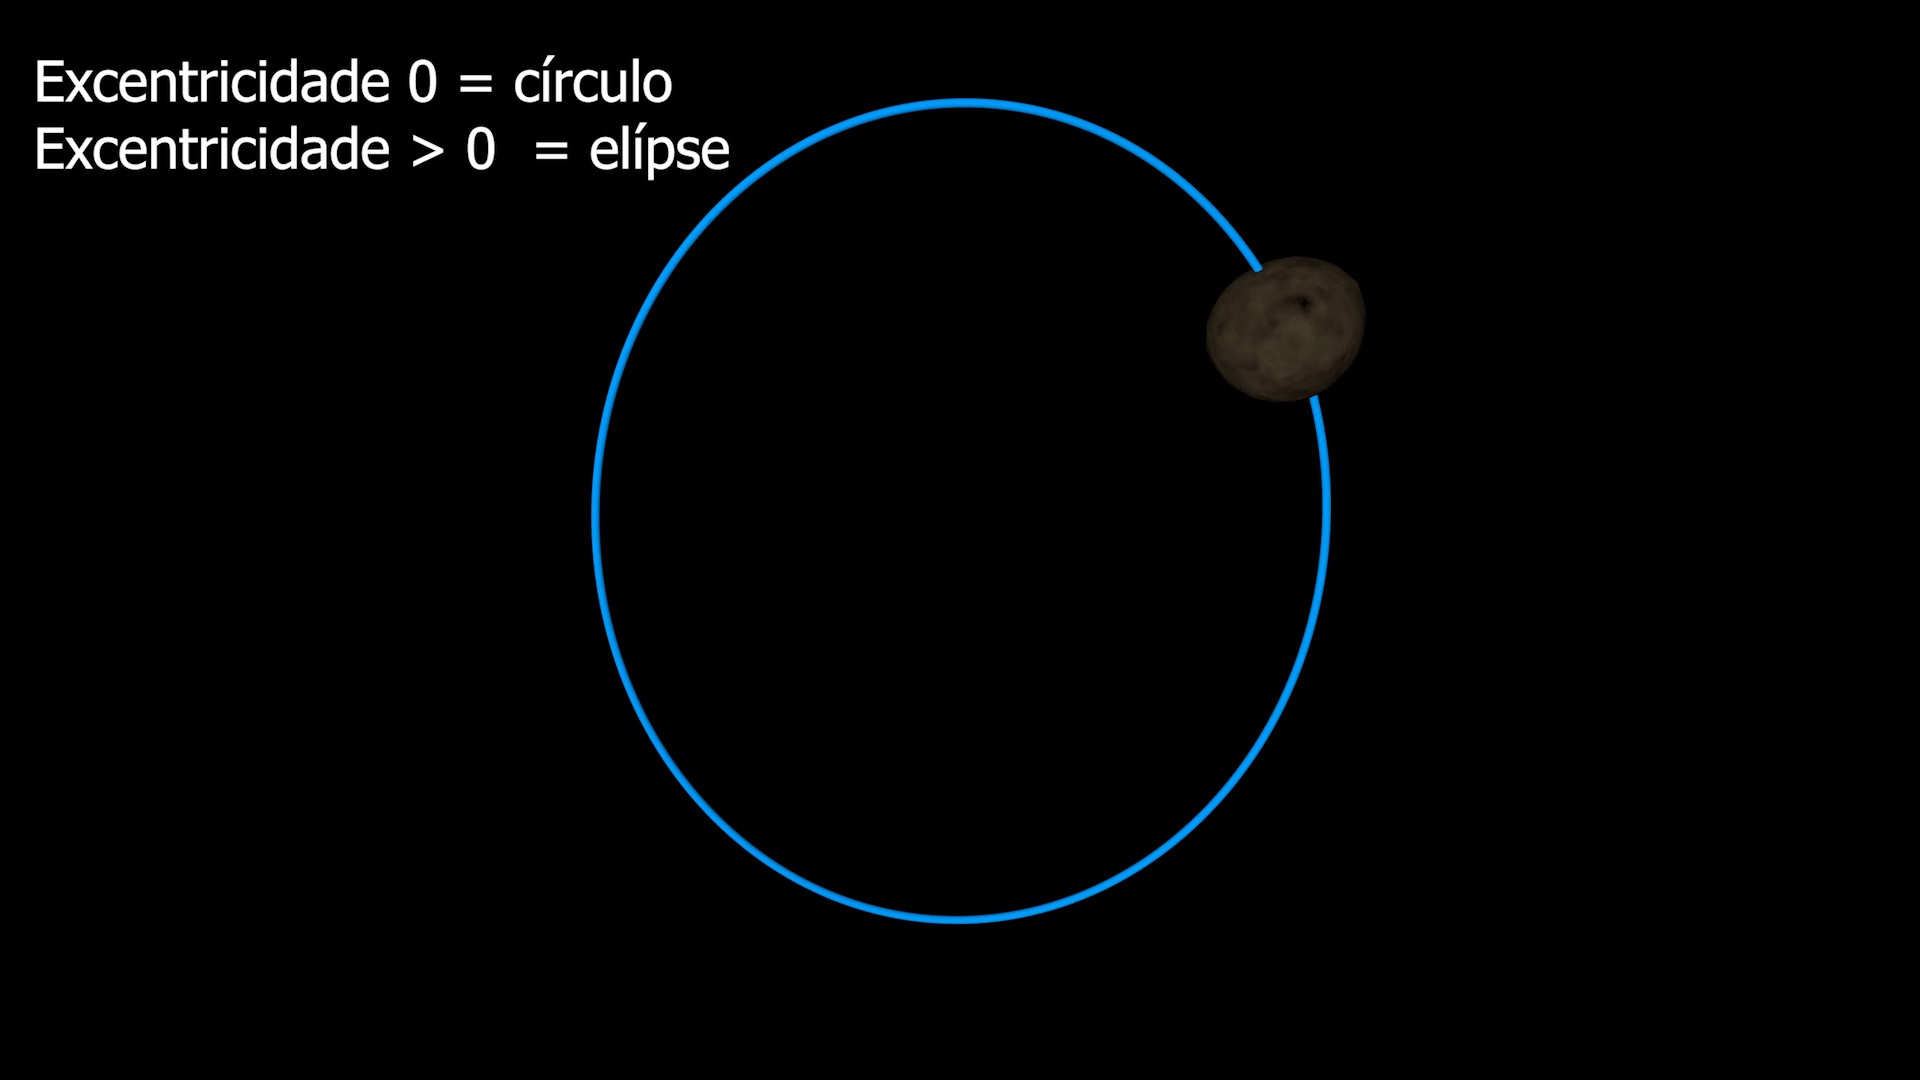 Excentricidade 0 = círculo
Excentricidade > 0 = elípse